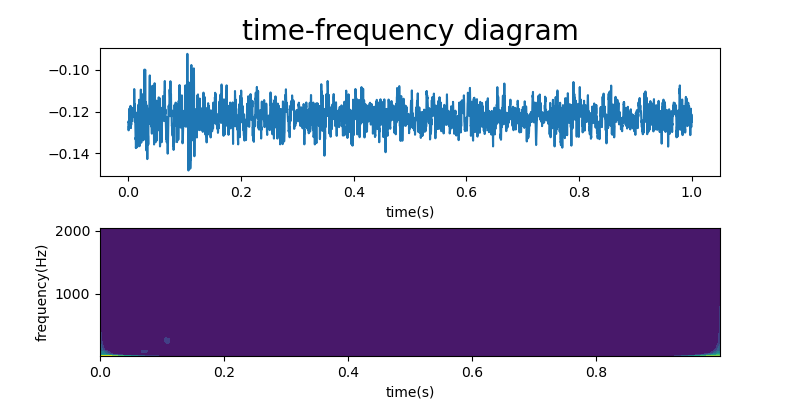 time-frequency diagram
−0.10
−0.12
−0.14
0.0 0.2 0.4 0.6 0.8 1.0
time(s)
2000
1000
frequency(Hz)
0.0 0.2 0.4 0.6 0.8
time(s)